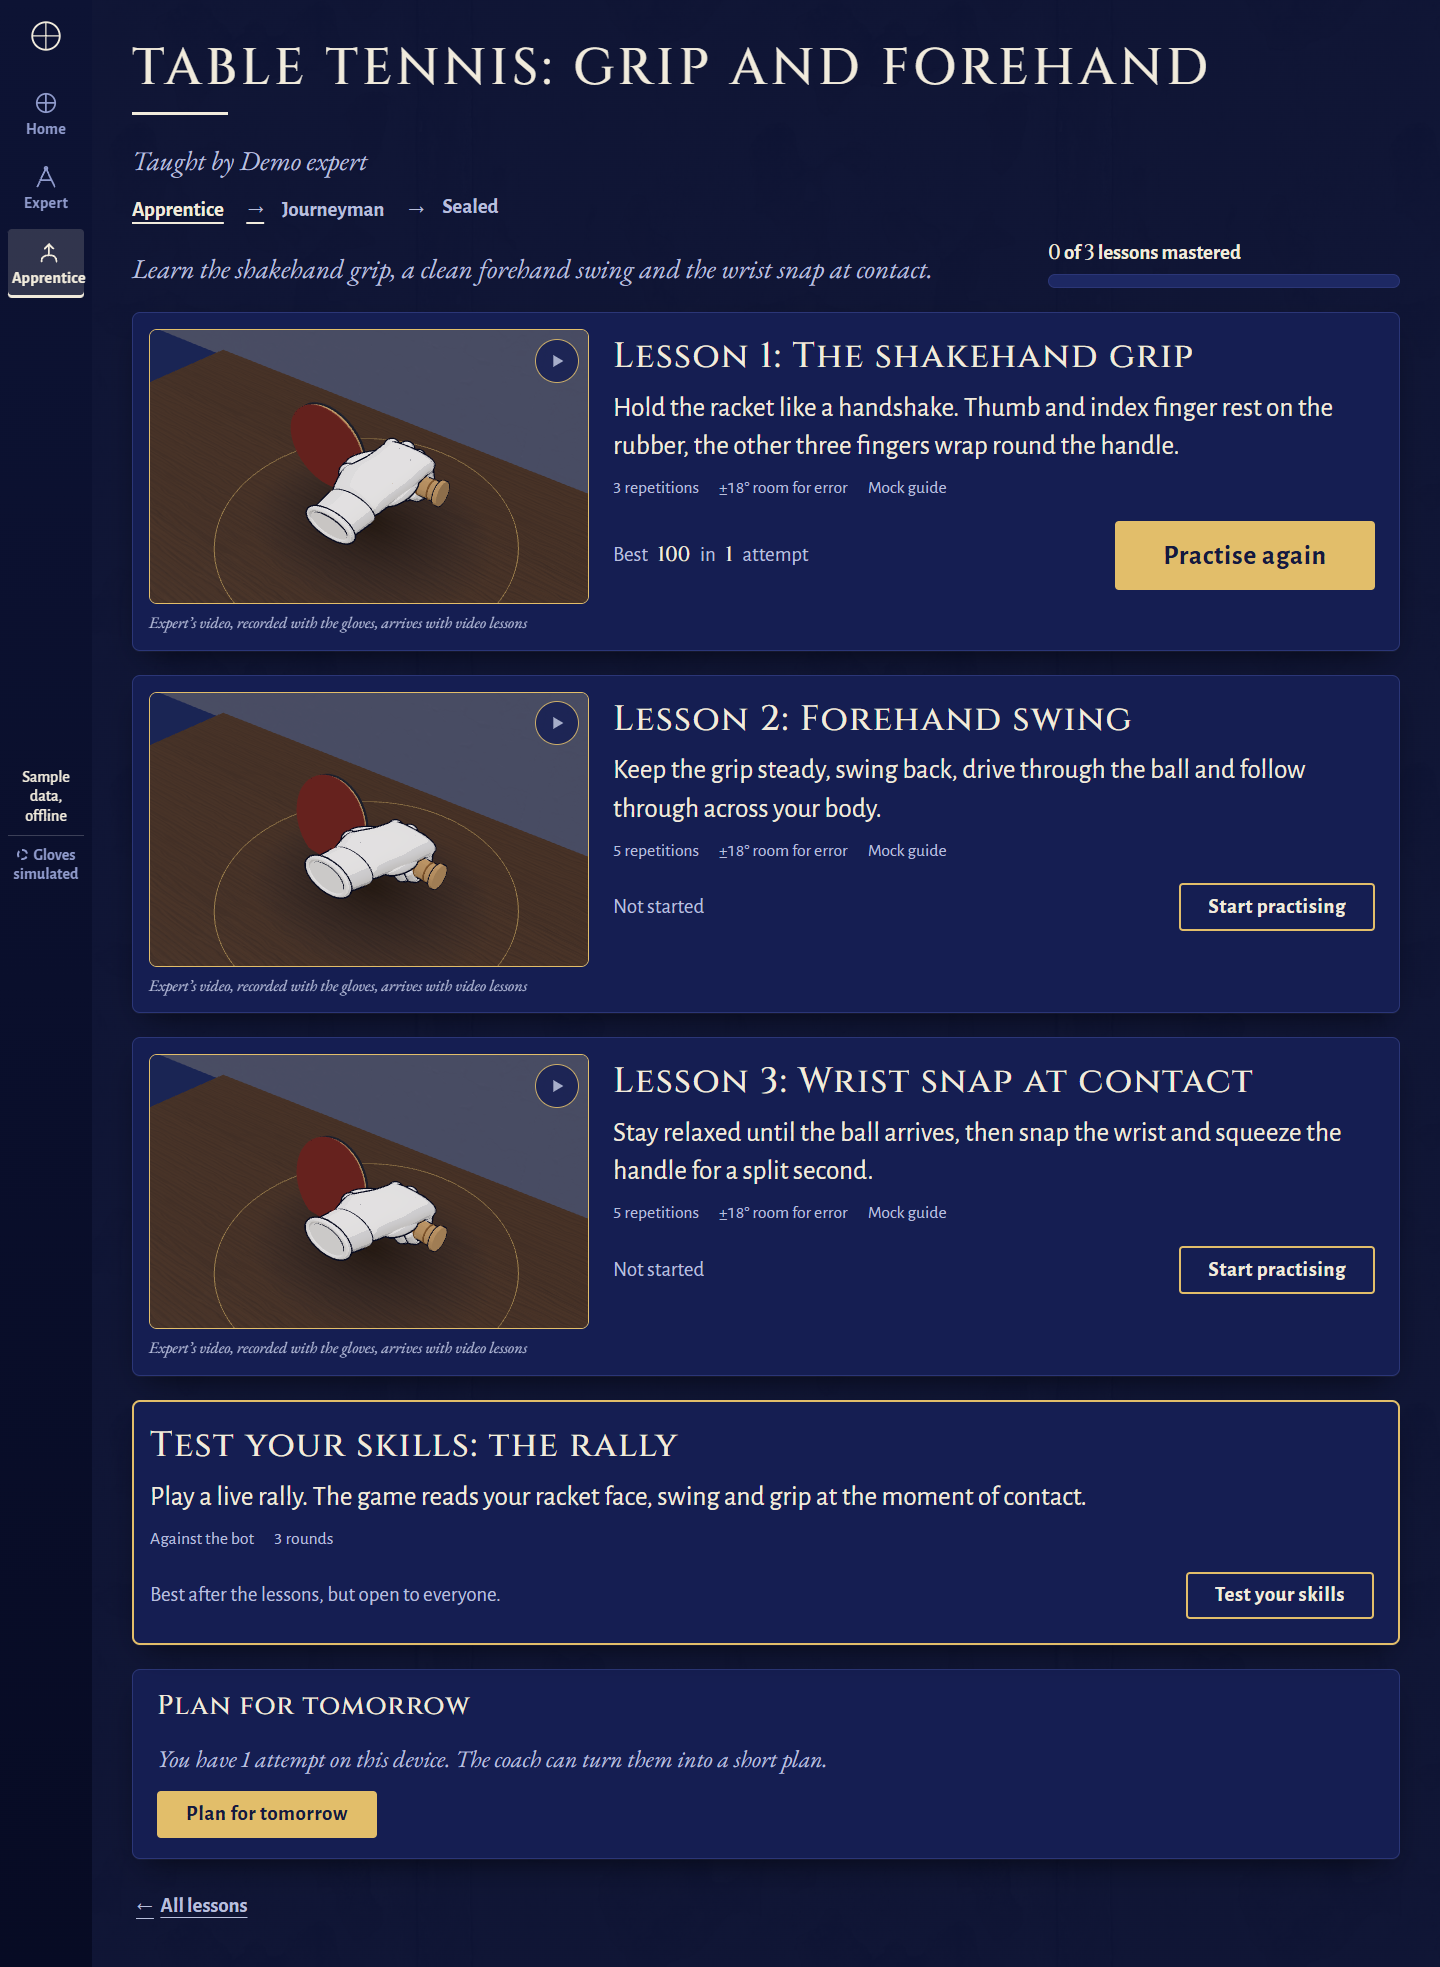 TABLE TENNIS: GRIP AND FOREHAND
Home
Expert
Apprentice
Sample
data,
offline
Gloves
simulated
Taught by Demo expert
Apprentice → Journeyman → Sealed
Learn the shakehand grip, a clean forehand swing and the wrist snap at contact.
0 of 3 lessons mastered
Lesson 1: The shakehand grip
Hold the racket like a handshake. Thumb and index finger rest on the
rubber, the other three fingers wrap round the handle.
3 repetitions ±18° room for error Mock guide
Best 100 in 1 attempt
Practise again
Expert’s video, recorded with the gloves, arrives with video lessons
Lesson 2: Forehand swing
Keep the grip steady, swing back, drive through the ball and follow
through across your body.
5 repetitions ±18° room for error Mock guide
Not started
Start practising
Expert’s video, recorded with the gloves, arrives with video lessons
Lesson 3: Wrist snap at contact
Stay relaxed until the ball arrives, then snap the wrist and squeeze the
handle for a split second.
5 repetitions ±18° room for error Mock guide
Not started
Start practising
Expert’s video, recorded with the gloves, arrives with video lessons
Test your skills: the rally
Play a live rally. The game reads your racket face, swing and grip at the moment of contact.
Against the bot 3 rounds
Best after the lessons, but open to everyone.
Test your skills
Plan for tomorrow
You have 1 attempt on this device. The coach can turn them into a short plan.
Plan for tomorrow
← All lessons